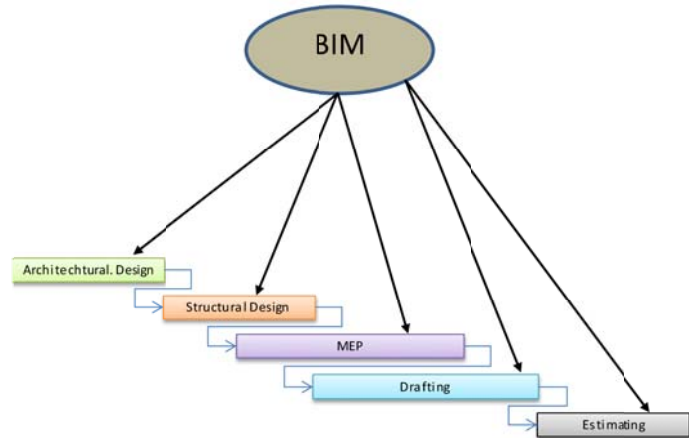 BIM
Architechtural. Design
Structural Design
MEP
Drafting
Estimating